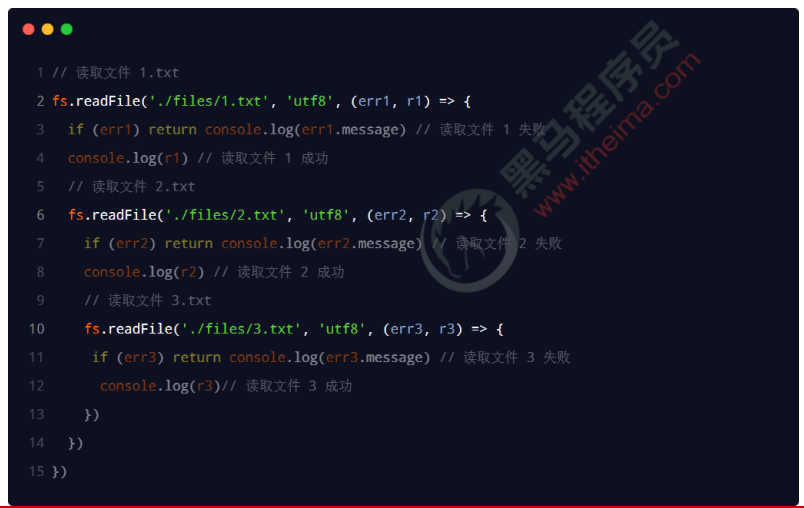 1 // 读取文件 1.txt
2 fs.readFile('./files/1.txt', 'utf8', (err1, r1) => {
3 if (err1) return console.log(err1.message) // 读取文件 1 失败
4 console.log(r1) // 读取文件 1 成功
5 // 读取文件 2.txt
6 fs.readFile('./files/2.txt', 'utf8', (err2, r2) => {
7 if (err2) return console.log(err2.message) // 读取文件 2 失败
8 console.log(r2) // 读取文件 2 成功
9 // 读取文件 3.txt
10 fs.readFile('./files/3.txt', 'utf8', (err3, r3) => {
11 if (err3) return console.log(err3.message) // 读取文件 3 失败
12 console.log(r3)// 读取文件 3 成功
13 })
14 })
15 })
黑马程序员
www.itheima.com